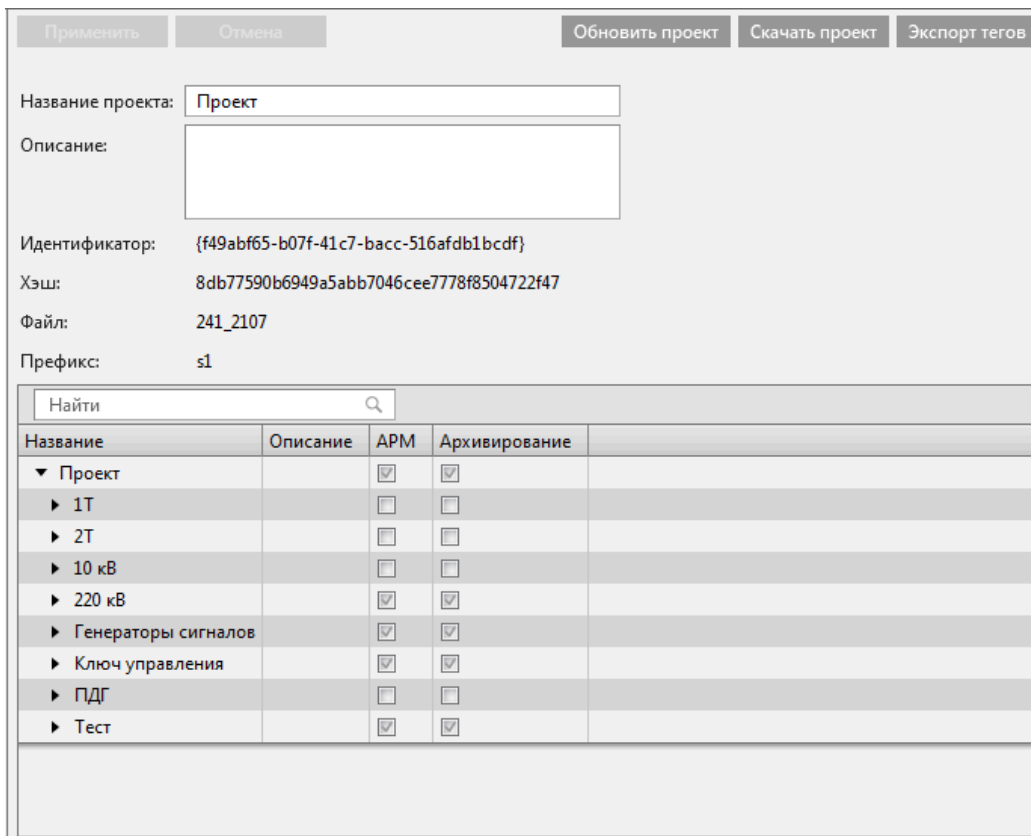 Применить Отмена Обновить проект Скачать проект Экспорт тегов
Название проекта: Проект
Описание:
Идентификатор: {f49abf65-b07f-41c7-bacc-516afdb1bcdf}
Хэш: 8db77590b6949a5abb7046cee7778f8504722f47
Файл: 241_2107
Префикс: s1
Найти
Название Описание АРМ Архивирование
Проект
1Т
2Т
10 кВ
220 кВ
Генераторы сигналов
Ключ управления
ПДГ
Тест